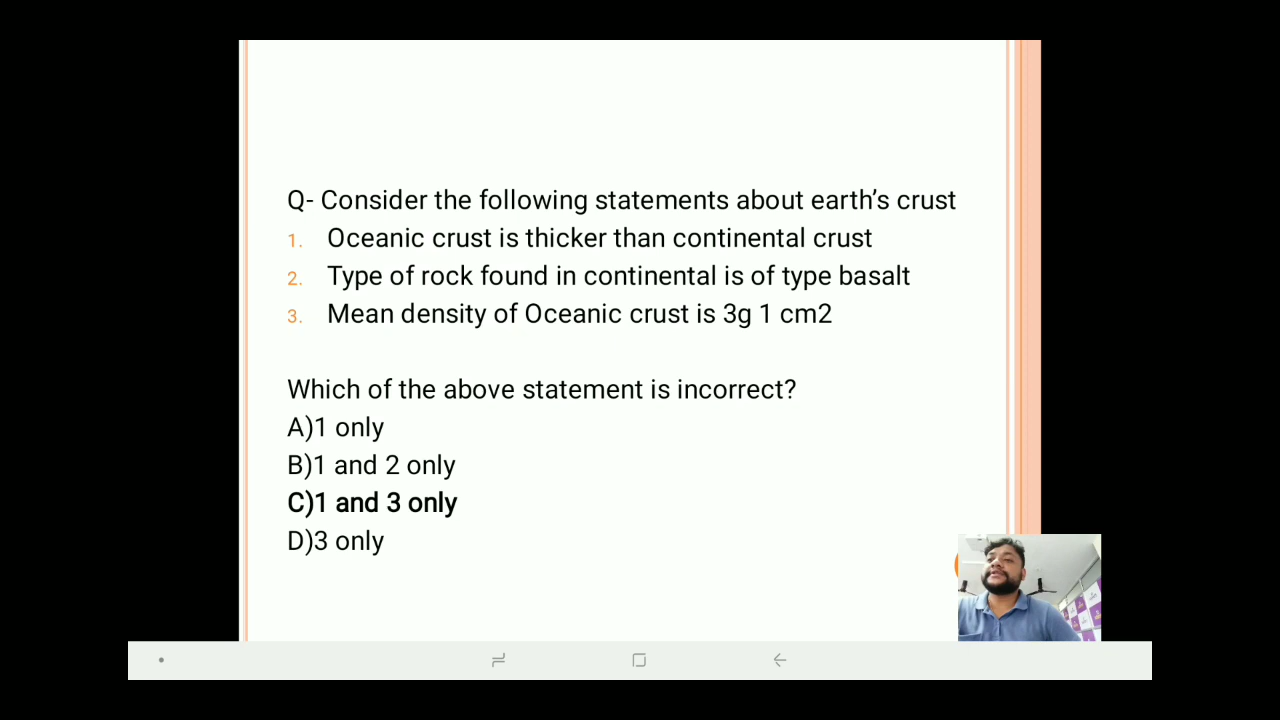 Q- Consider the following statements about earth’s crust
1. Oceanic crust is thicker than continental crust
2. Type of rock found in continental is of type basalt
3. Mean density of Oceanic crust is 3g 1 cm2
Which of the above statement is incorrect?
A)1 only
B)1 and 2 only
C)1 and 3 only
D)3 only